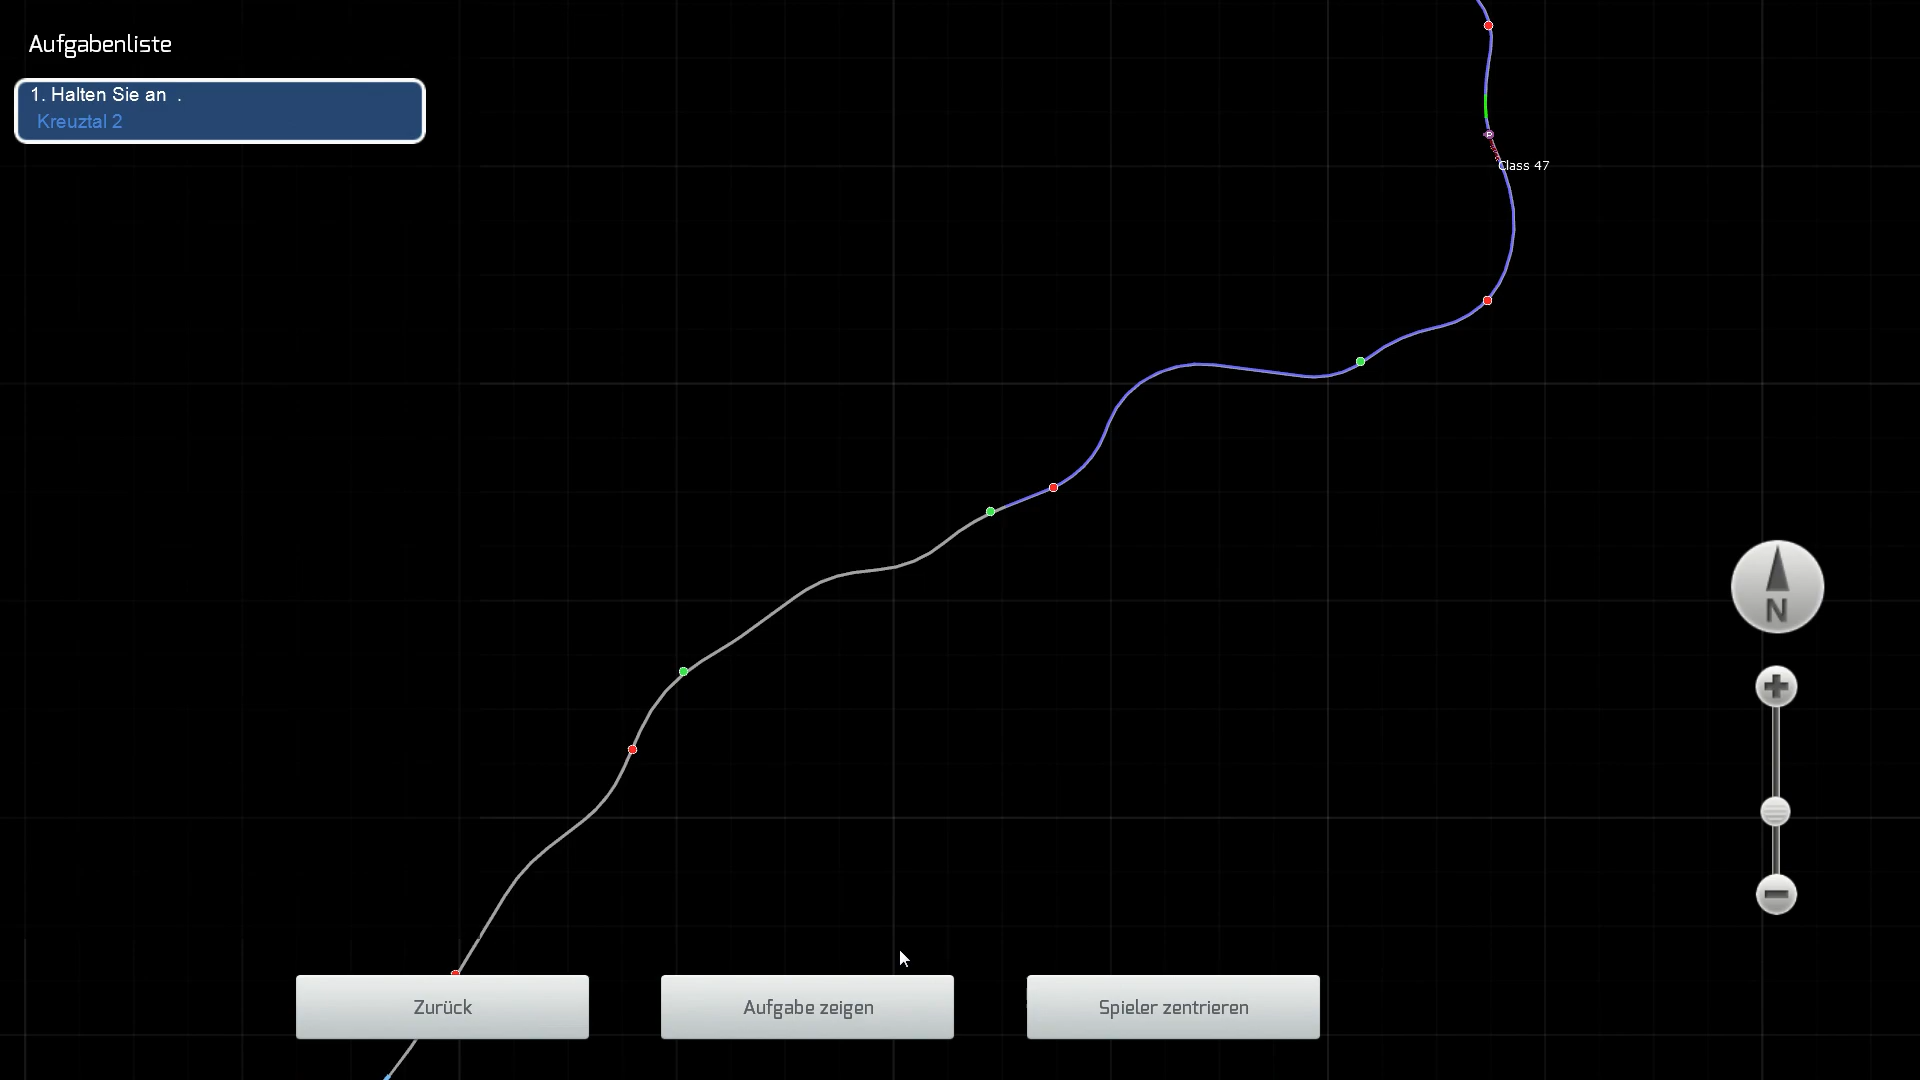 Aufgabenliste
1. Halten Sie an .
Kreuztal 2
P
Class 47
N
Zurück
Aufgabe zeigen
Spieler zentrieren